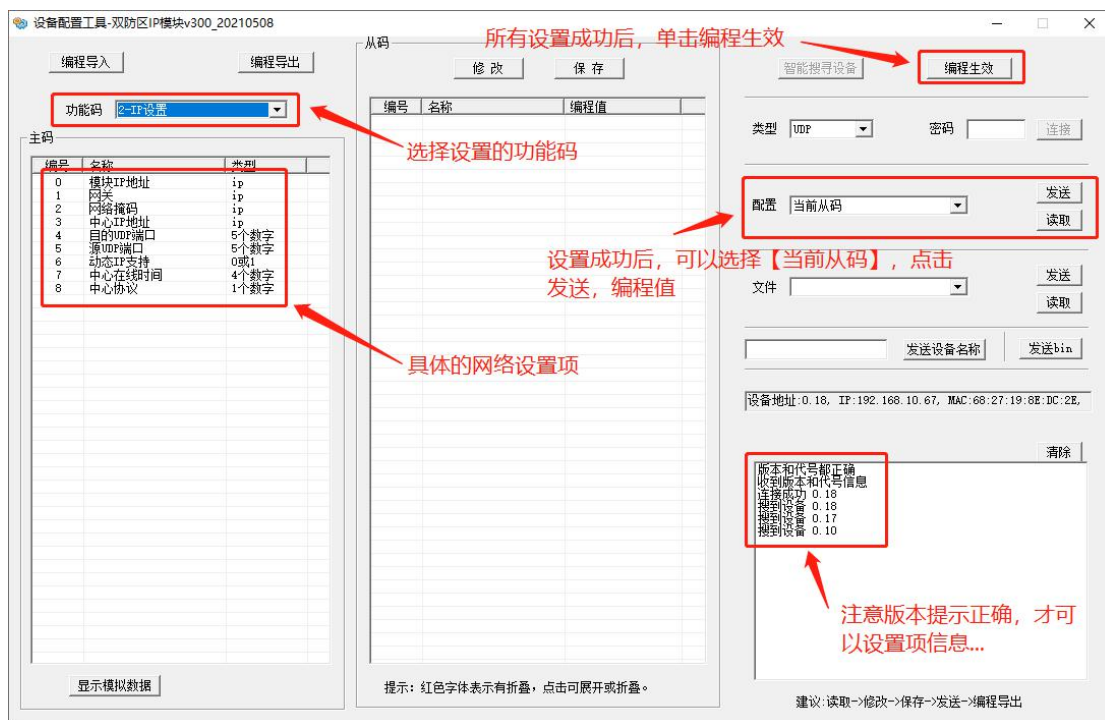 设备配置工具-双防区IP模块v300_20210508
所有设置成功后，单击编程生效
编程导入
编程导出
从码
修 改
保 存
智能搜寻设备
编程生效
功能码 2-IP设置
选择设置的功能码
编号 名称 编程值
类型 UDP 密码 连接
主码
编号 名称 类型
0 模块IP地址 ip
1 网关 ip
2 网络掩码 ip
3 中心IP地址 ip
4 目的UDP端口 5个数字
5 源UDP端口 5个数字
6 动态IP支持 0或1
7 中心在线时间 4个数字
8 中心协议 1个数字
配置 当前从码
发送
读取
设置成功后，可以选择【当前从码】，点击
发送，编程值
文件
发送
读取
具体的网络设置项
发送设备名称
发送bin
设备地址:0.18, IP:192.168.10.67, MAC:68:27:19:8E:DC:2E,
清除
版本和代号都正确
收到版本和代号信息
连接成功 0.18
搜到设备 0.18
搜到设备 0.17
搜到设备 0.10
注意版本提示正确，才可
以设置项信息...
显示模拟数据
提示：红色字体表示有折叠，点击可展开或折叠。
建议:读取->修改->保存->发送->编程导出